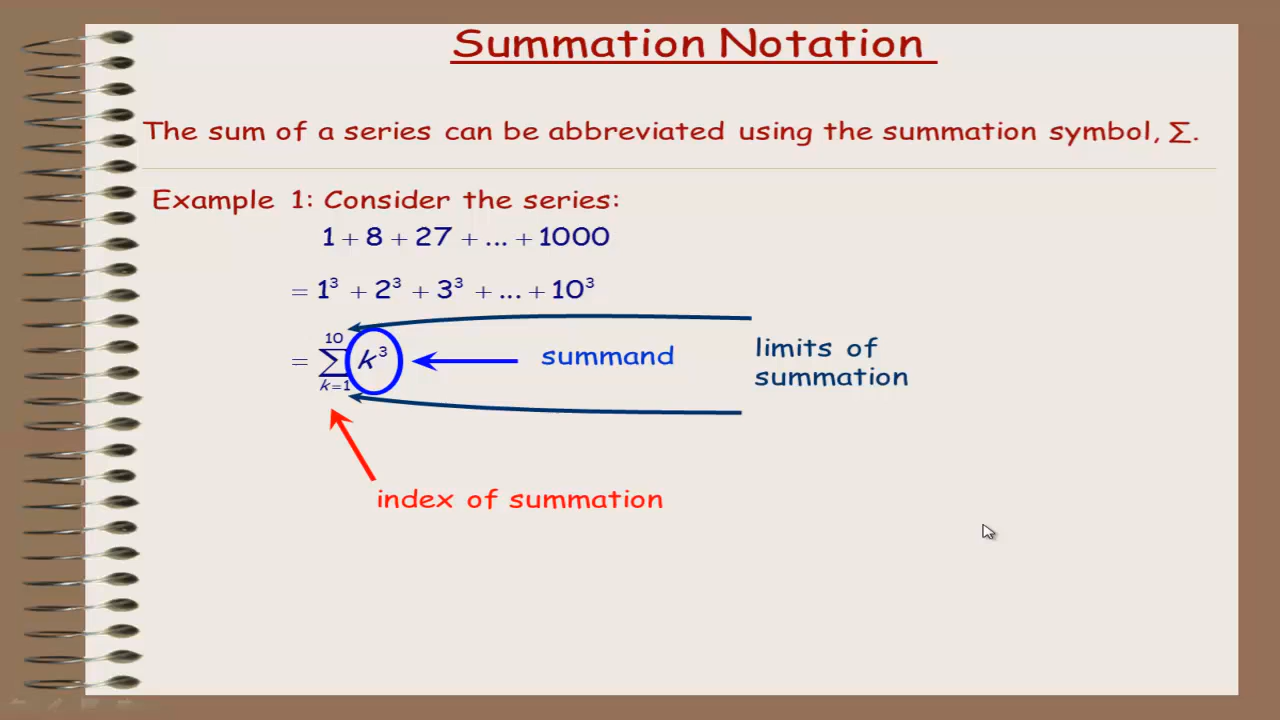 Summation Notation
The sum of a series can be abbreviated using the summation symbol, Σ.
Example 1: Consider the series:
1 + 8 + 27 + ... + 1000
= 1³ + 2³ + 3³ + ... + 10³
10
= Σ k³
k=1
summand
limits of
summation
index of summation